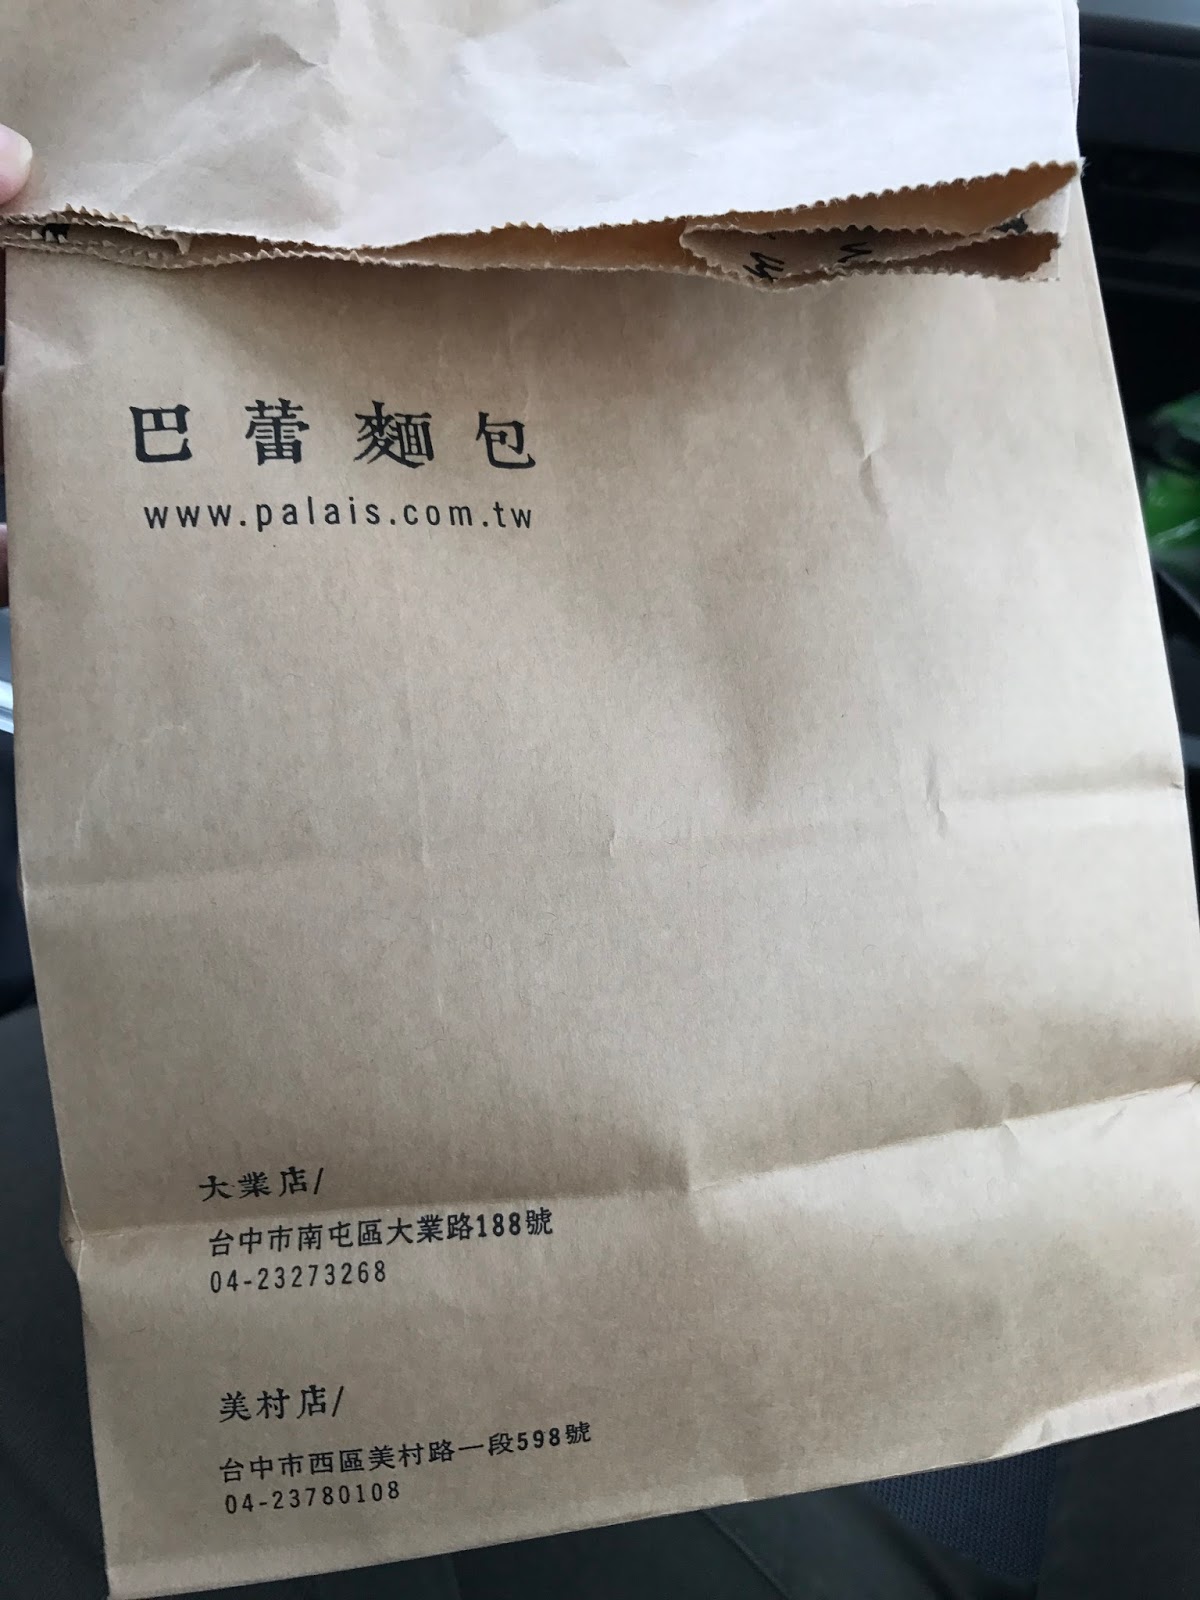 巴蕾麵包
www.palais.com.tw
大業店/
台中市南屯區大業路188號
04-23273268
美村店/
台中市西區美村路一段598號
04-23780108